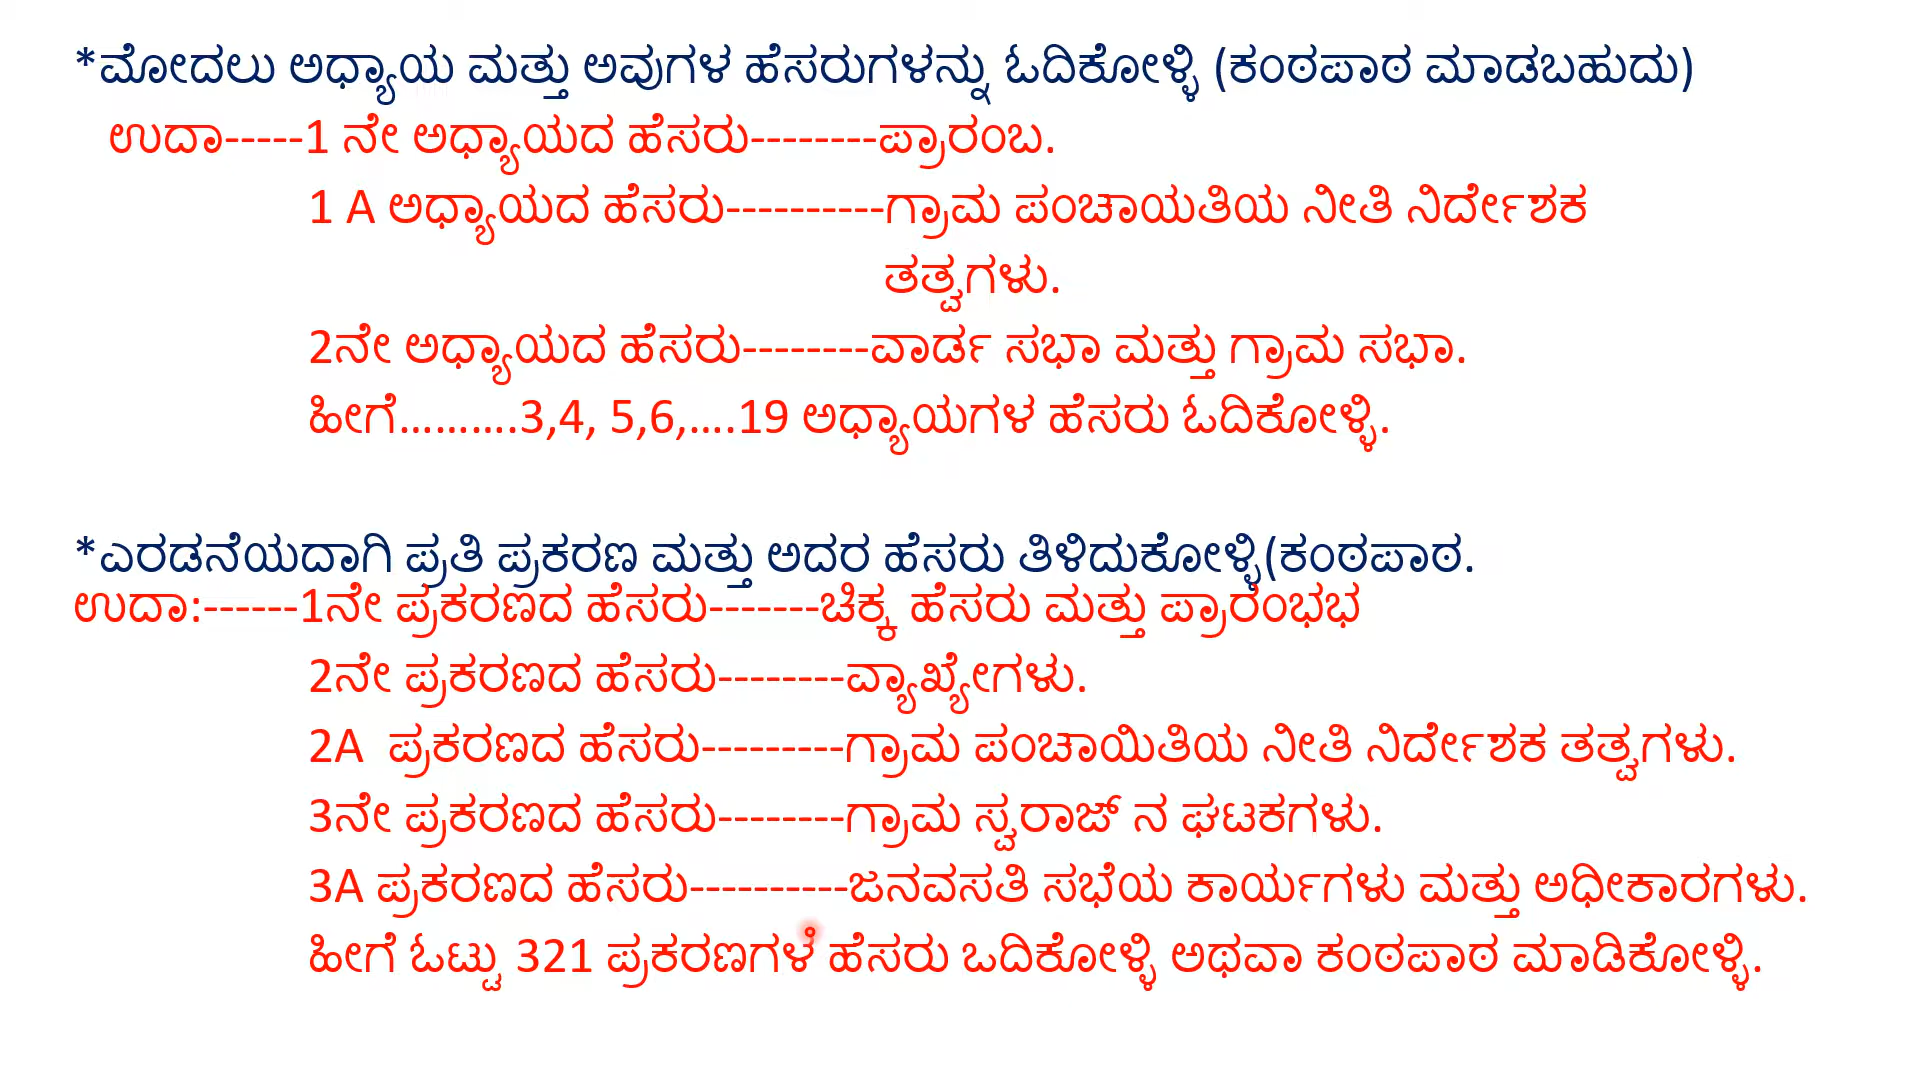 *ಮೋದಲು ಅಧ್ಯಾಯ ಮತ್ತು ಅವುಗಳ ಹೆಸರುಗಳನ್ನು ಓದಿಕೋಳ್ಳಿ (ಕಂಠಪಾಠ ಮಾಡಬಹುದು)
ಉದಾ-----1 ನೇ ಅಧ್ಯಾಯದ ಹೆಸರು--------ಪ್ರಾರಂಬ.
1 A ಅಧ್ಯಾಯದ ಹೆಸರು----------ಗ್ರಾಮ ಪಂಚಾಯತಿಯ ನೀತಿ ನಿರ್ದೇಶಕ
ತತ್ವಗಳು.
2ನೇ ಅಧ್ಯಾಯದ ಹೆಸರು--------ವಾರ್ಡ ಸಭಾ ಮತ್ತು ಗ್ರಾಮ ಸಭಾ.
ಹೀಗೆ……….3,4, 5,6,….19 ಅಧ್ಯಾಯಗಳ ಹೆಸರು ಓದಿಕೋಳ್ಳಿ.
*ಎರಡನೆಯದಾಗಿ ಪ್ರತಿ ಪ್ರಕರಣ ಮತ್ತು ಅದರ ಹೆಸರು ತಿಳಿದುಕೋಳ್ಳಿ(ಕಂಠಪಾಠ.
ಉದಾ:------1ನೇ ಪ್ರಕರಣದ ಹೆಸರು-------ಚಿಕ್ಕ ಹೆಸರು ಮತ್ತು ಪ್ರಾರಂಭಭ
2ನೇ ಪ್ರಕರಣದ ಹೆಸರು--------ವ್ಯಾಖ್ಯೇಗಳು.
2A ಪ್ರಕರಣದ ಹೆಸರು---------ಗ್ರಾಮ ಪಂಚಾಯಿತಿಯ ನೀತಿ ನಿರ್ದೇಶಕ ತತ್ವಗಳು.
3ನೇ ಪ್ರಕರಣದ ಹೆಸರು--------ಗ್ರಾಮ ಸ್ವರಾಜ್ ನ ಘಟಕಗಳು.
3A ಪ್ರಕರಣದ ಹೆಸರು----------ಜನವಸತಿ ಸಭೆಯ ಕಾರ್ಯಗಳು ಮತ್ತು ಅಧೀಕಾರಗಳು.
ಹೀಗೆ ಓಟ್ಟು 321 ಪ್ರಕರಣಗಳ ಹೆಸರು ಒದಿಕೋಳ್ಳಿ ಅಥವಾ ಕಂಠಪಾಠ ಮಾಡಿಕೋಳ್ಳಿ.